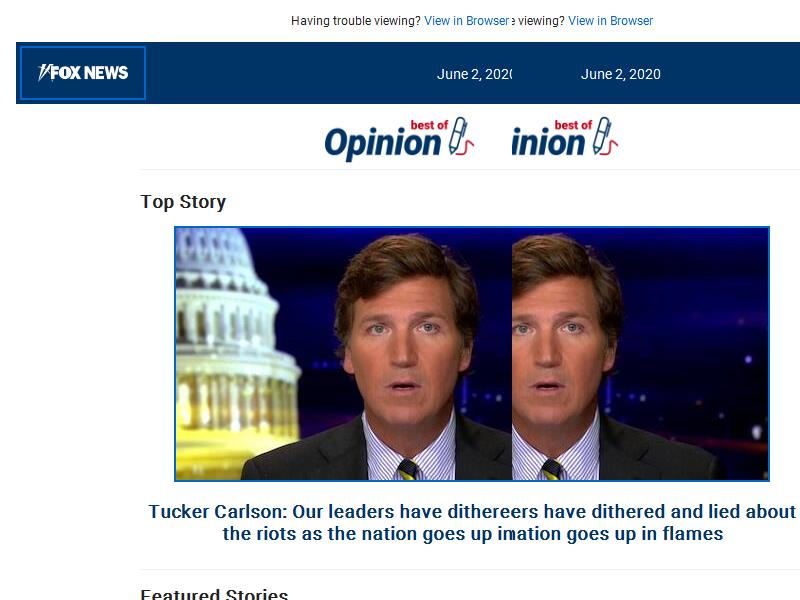 Having trouble viewing? View in Browser e viewing? View in Browser
FOX NEWS
June 2, 2020
June 2, 2020
best of
Opinion
best of
inion
Top Story
Tucker Carlson: Our leaders have dithereers have dithered and lied about
the riots as the nation goes up imation goes up in flames
Featured Stories